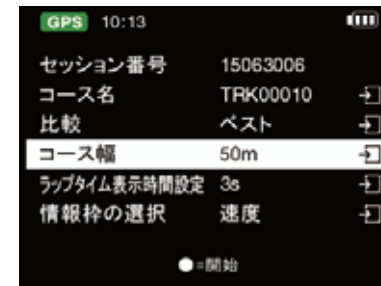 GPS 10:13
セッション番号 15063006
コース名 TRK00010
比較 ベスト
コース幅 50m
ラップタイム表示時間設定 3s
情報枠の選択 速度
●=開始